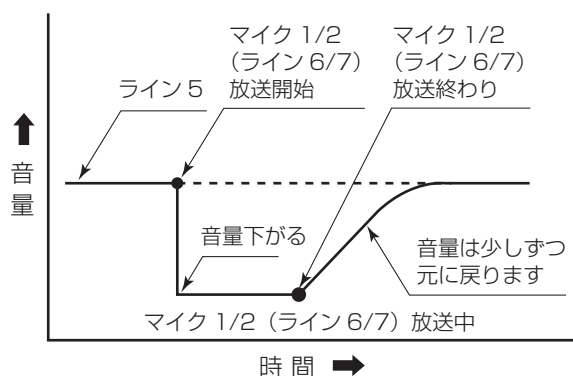 マイク 1/2
(ライン 6/7)
放送開始
マイク 1/2
(ライン 6/7)
放送終わり
ライン 5
音量
音量下がる
音量は少しずつ
元に戻ります
マイク 1/2（ライン 6/7）放送中
時間